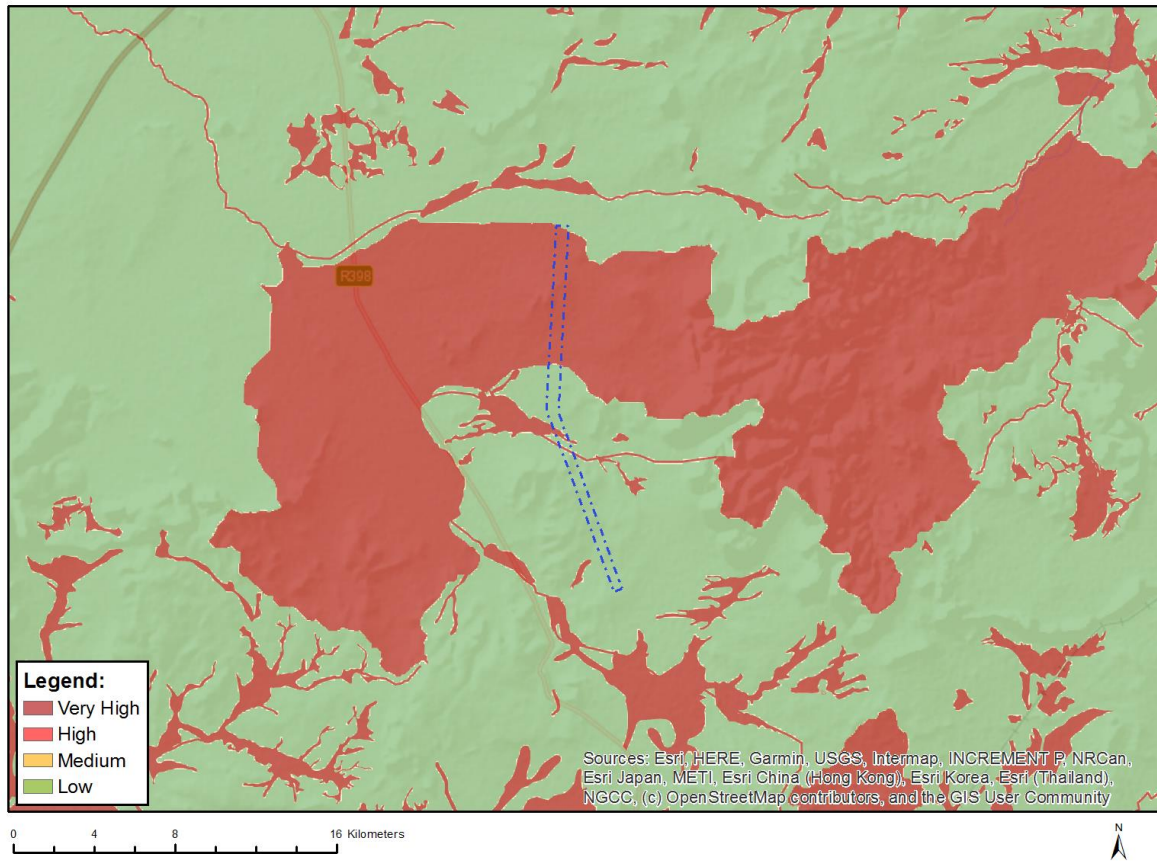 R398
Legend:
Very High
High
Medium
Low
Sources: Esri, HERE, Garmin, USGS, Intermap, INCREMENT P, NRCan,
Esri Japan, METI, Esri China (Hong Kong), Esri Korea, Esri (Thailand),
NGCC, (c) OpenStreetMap contributors, and the GIS User Community
0 4 8 16 Kilometers
N